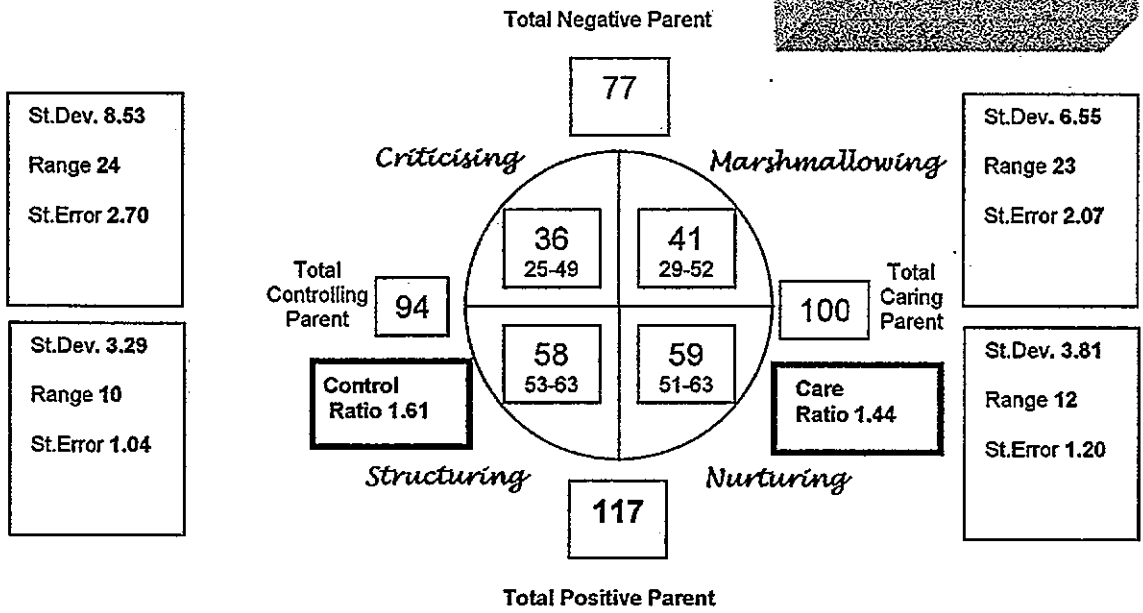 Total Negative Parent
77
St.Dev. 8.53
Range 24
St.Error 2.70
Criticising
Marshmallowing
St.Dev. 6.55
Range 23
St.Error 2.07
36
25-49
41
29-52
Total
Controlling
Parent
94
100
Total
Caring
Parent
St.Dev. 3.29
Range 10
St.Error 1.04
Control
Ratio 1.61
58
53-63
59
51-63
Care
Ratio 1.44
St.Dev. 3.81
Range 12
St.Error 1.20
Structuring
Nurturing
117
Total Positive Parent